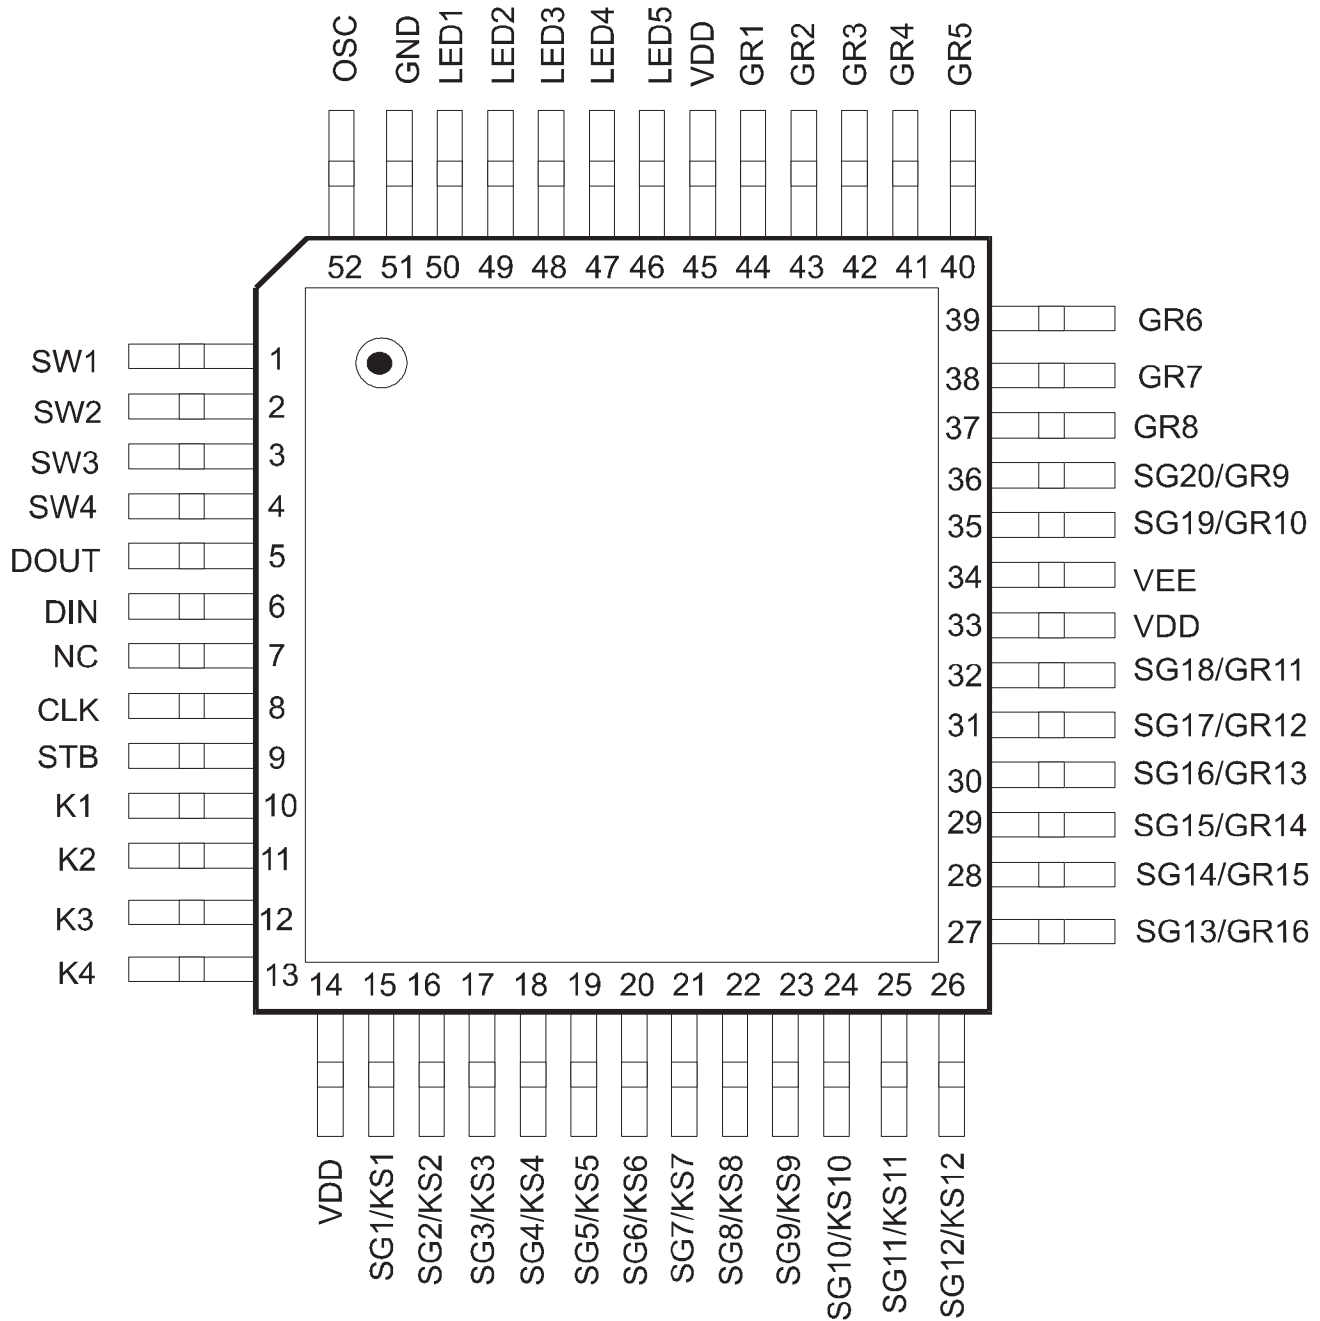 OSC GND LED1 LED2 LED3 LED4 LED5 VDD GR1 GR2 GR3 GR4 GR5
52 51 50 49 48 47 46 45 44 43 42 41 40
39 GR6
SW1 1
38 GR7
SW2 2
37 GR8
SW3 3
36 SG20/GR9
SW4 4
35 SG19/GR10
DOUT 5
34 VEE
DIN 6
33 VDD
NC 7
32 SG18/GR11
CLK 8
31 SG17/GR12
STB 9
30 SG16/GR13
K1 10
29 SG15/GR14
K2 11
28 SG14/GR15
K3 12
27 SG13/GR16
K4 13
14 15 16 17 18 19 20 21 22 23 24 25 26
VDD SG1/KS1 SG2/KS2 SG3/KS3 SG4/KS4 SG5/KS5 SG6/KS6 SG7/KS7 SG8/KS8 SG9/KS9 SG10/KS10 SG11/KS11 SG12/KS12